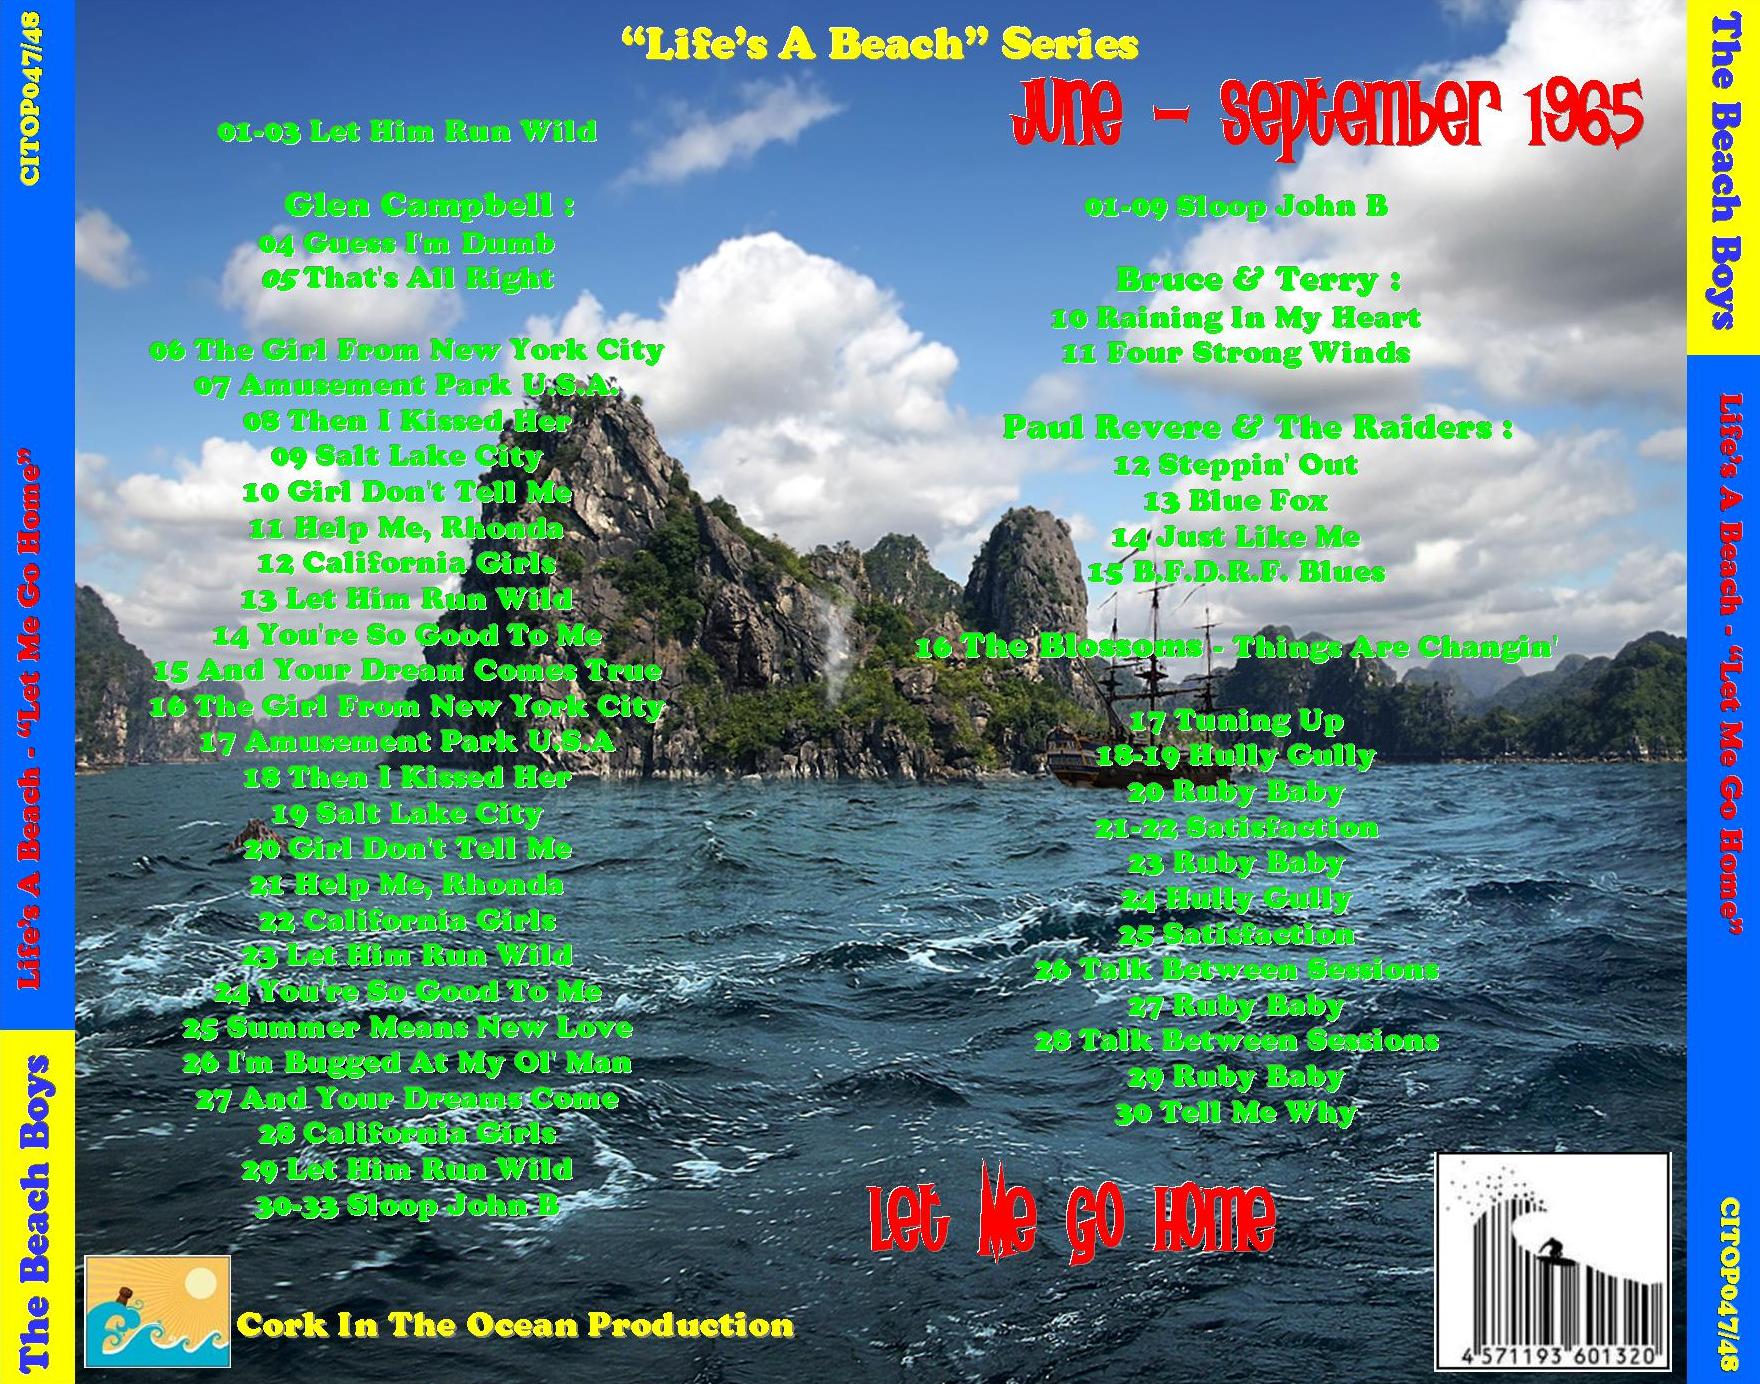 “Life’s A Beach” Series
June - September 1965
01-03 Let Him Run Wild
Glen Campbell :
04 Guess I'm Dumb
05 That's All Right
06 The Girl From New York City
07 Amusement Park U.S.A.
08 Then I Kissed Her
09 Salt Lake City
10 Girl Don't Tell Me
11 Help Me, Rhonda
12 California Girls
13 Let Him Run Wild
14 You're So Good To Me
15 And Your Dream Comes True
16 The Girl From New York City
17 Amusement Park U.S.A
18 Then I Kissed Her
19 Salt Lake City
20 Girl Don't Tell Me
21 Help Me, Rhonda
22 California Girls
23 Let Him Run Wild
24 You're So Good To Me
25 Summer Means New Love
26 I'm Bugged At My Ol' Man
27 And Your Dreams Come
28 California Girls
29 Let Him Run Wild
30-33 Sloop John B
01-09 Sloop John B
Bruce & Terry :
10 Raining In My Heart
11 Four Strong Winds
Paul Revere & The Raiders :
12 Steppin' Out
13 Blue Fox
14 Just Like Me
15 B.F.D.R.F. Blues
16 The Blossoms - Things Are Changin'
17 Tuning Up
18-19 Hully Gully
20 Ruby Baby
21-22 Satisfaction
23 Ruby Baby
24 Hully Gully
25 Satisfaction
26 Talk Between Sessions
27 Ruby Baby
28 Talk Between Sessions
29 Ruby Baby
30 Tell Me Why
Let Me Go Home
Cork In The Ocean Production
4 571193 601320
The Beach Boys
Life’s A Beach - “Let Me Go Home”
CITOP047/48
The Beach Boys
Life’s A Beach - “Let Me Go Home”
CITOP047/48